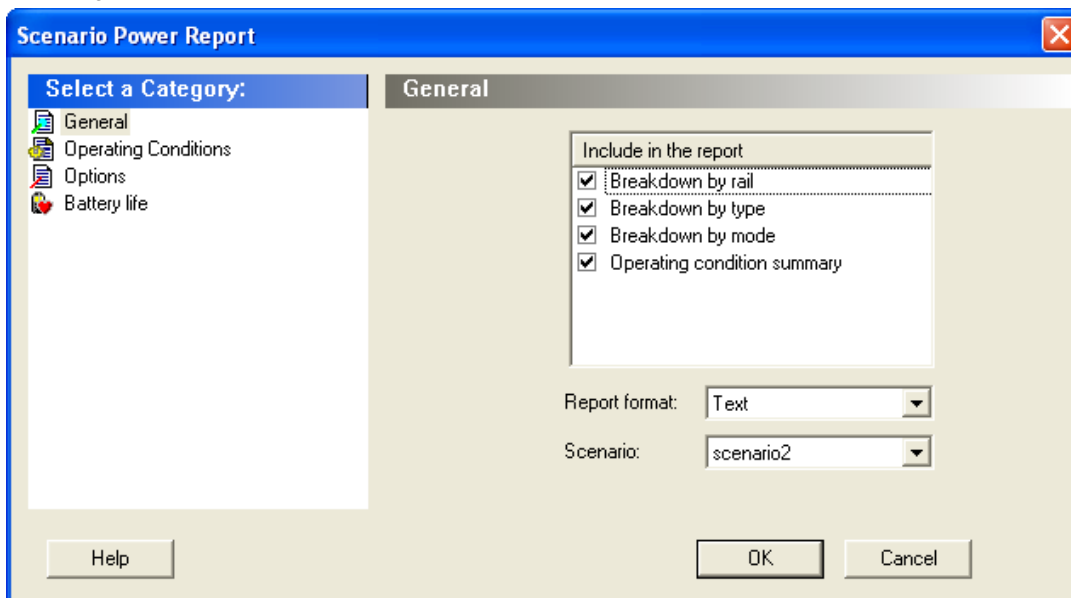 Scenario Power Report
Select a Category:
General
Operating Conditions
Options
Battery life
General
Include in the report
Breakdown by rail
Breakdown by type
Breakdown by mode
Operating condition summary
Report format: Text
Scenario: scenario2
Help
OK
Cancel